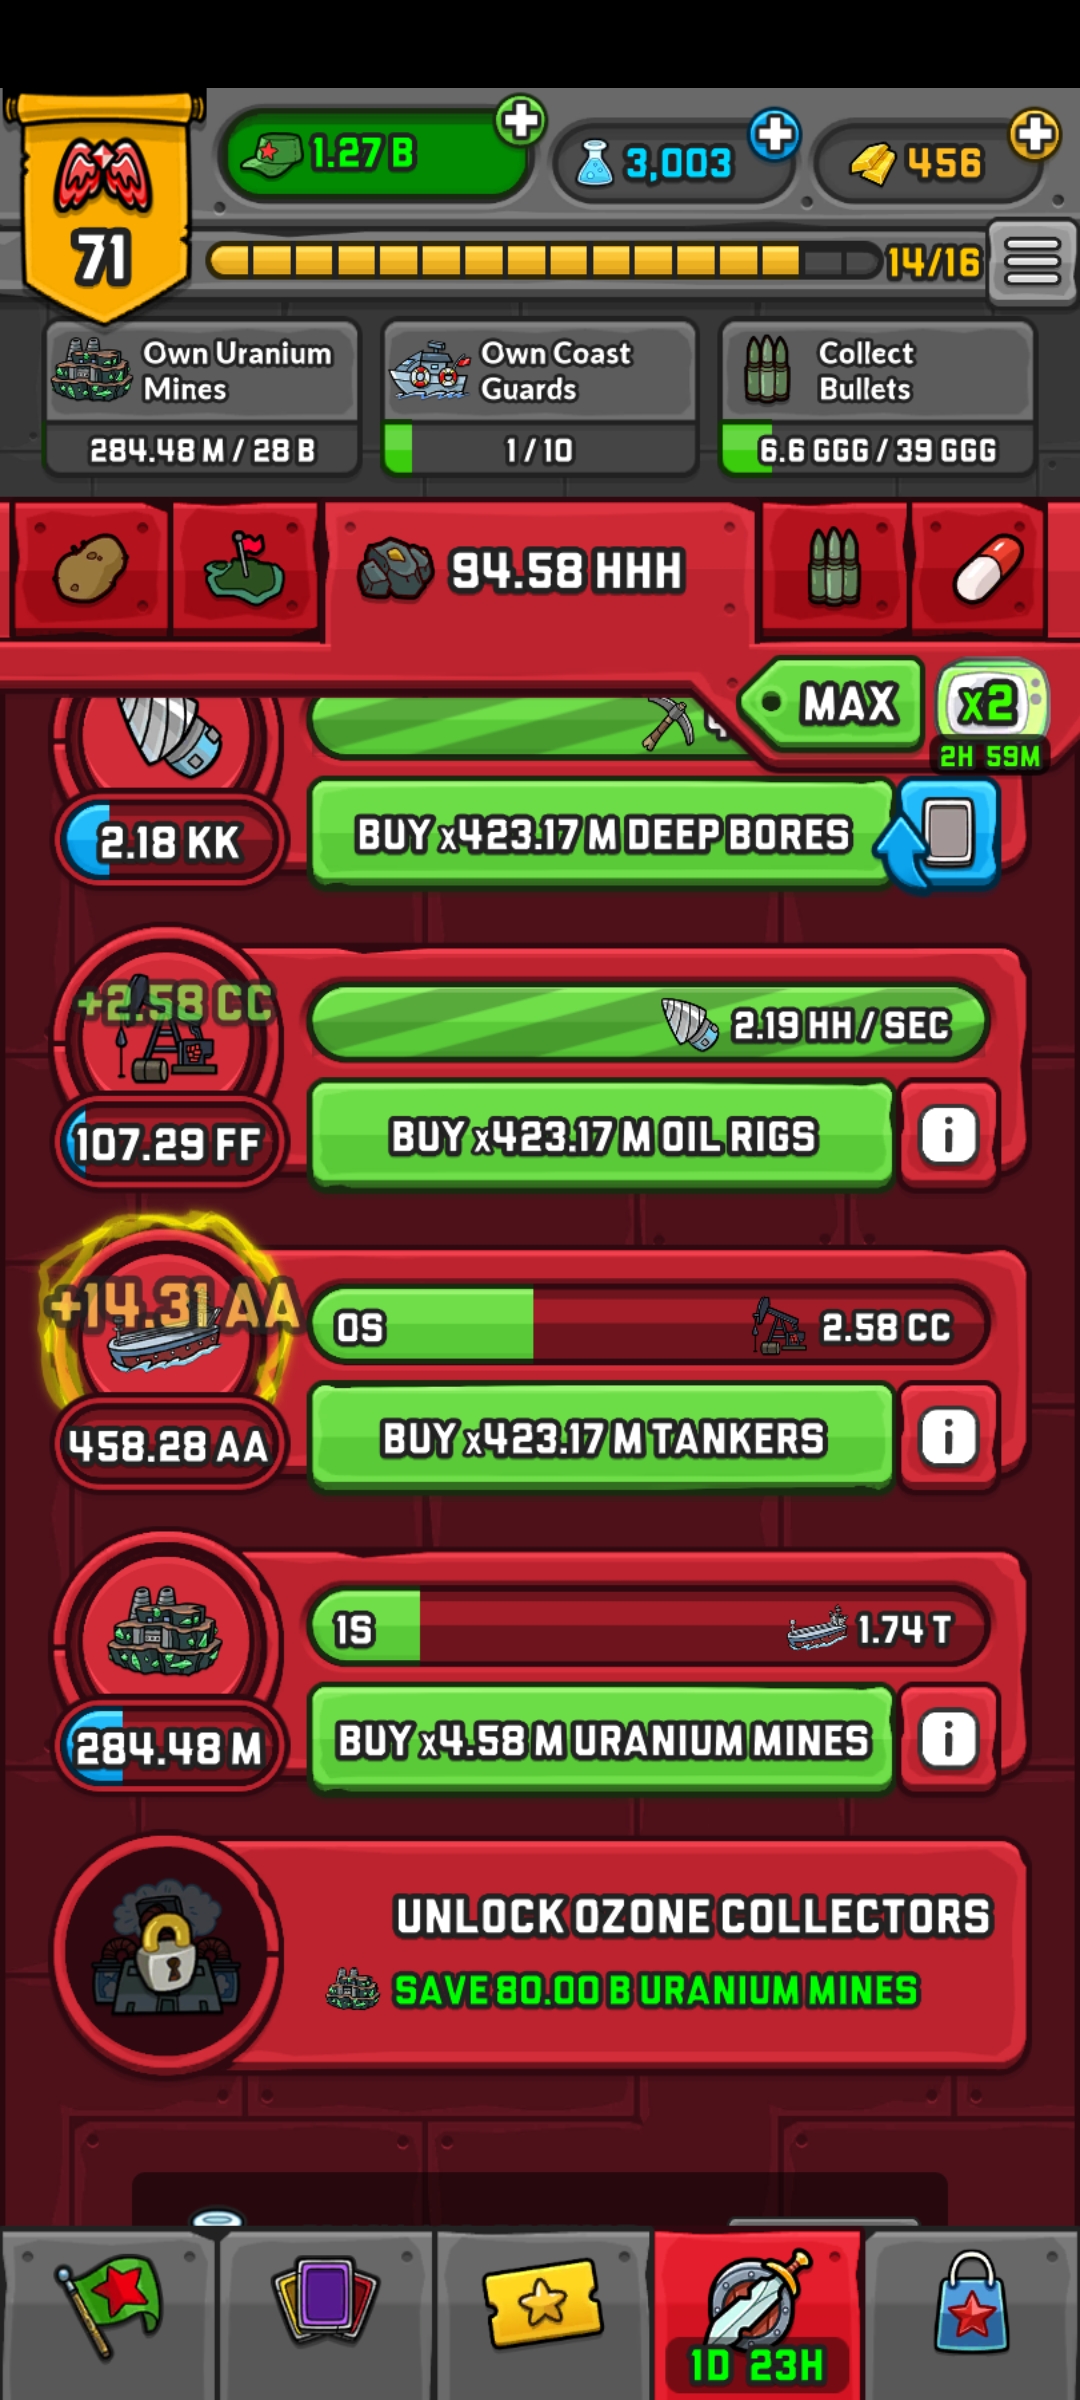 1.27 B
3,003
456
71
14/16
Own Uranium
Mines
284.48 M / 28 B
Own Coast
Guards
1 / 10
Collect
Bullets
6.6 GGG / 39 GGG
94.58 HHH
MAX
x2
2H 59M
2.18 KK
BUY x423.17 M DEEP BORES
+2.58 CC
2.19 HH / SEC
107.29 FF
BUY x423.17 M OIL RIGS
i
+14.31 AA
0S
2.58 CC
458.28 AA
BUY x423.17 M TANKERS
i
1S
1.74 T
284.48 M
BUY x4.58 M URANIUM MINES
i
UNLOCK OZONE COLLECTORS
SAVE 80.00 B URANIUM MINES
1D 23H